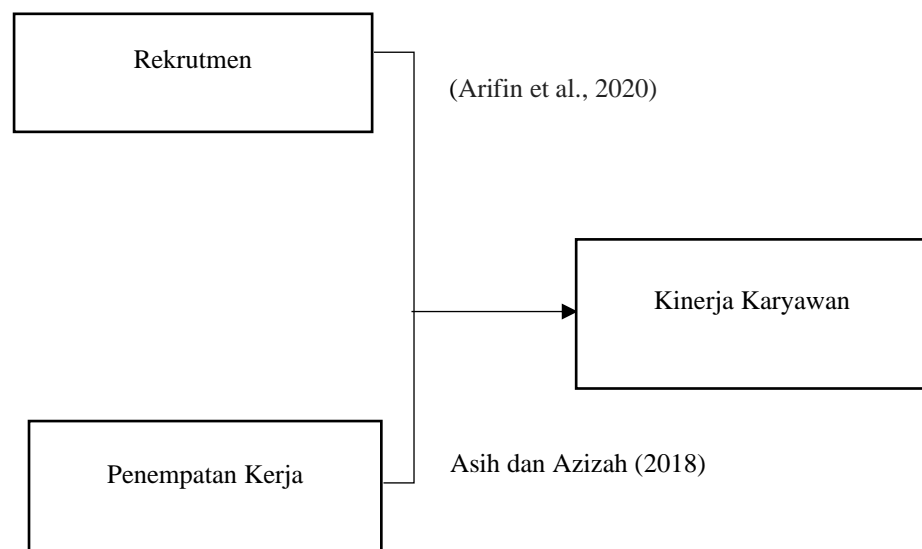 Rekrutmen
(Arifin et al., 2020)
Kinerja Karyawan
Penempatan Kerja
Asih dan Azizah (2018)